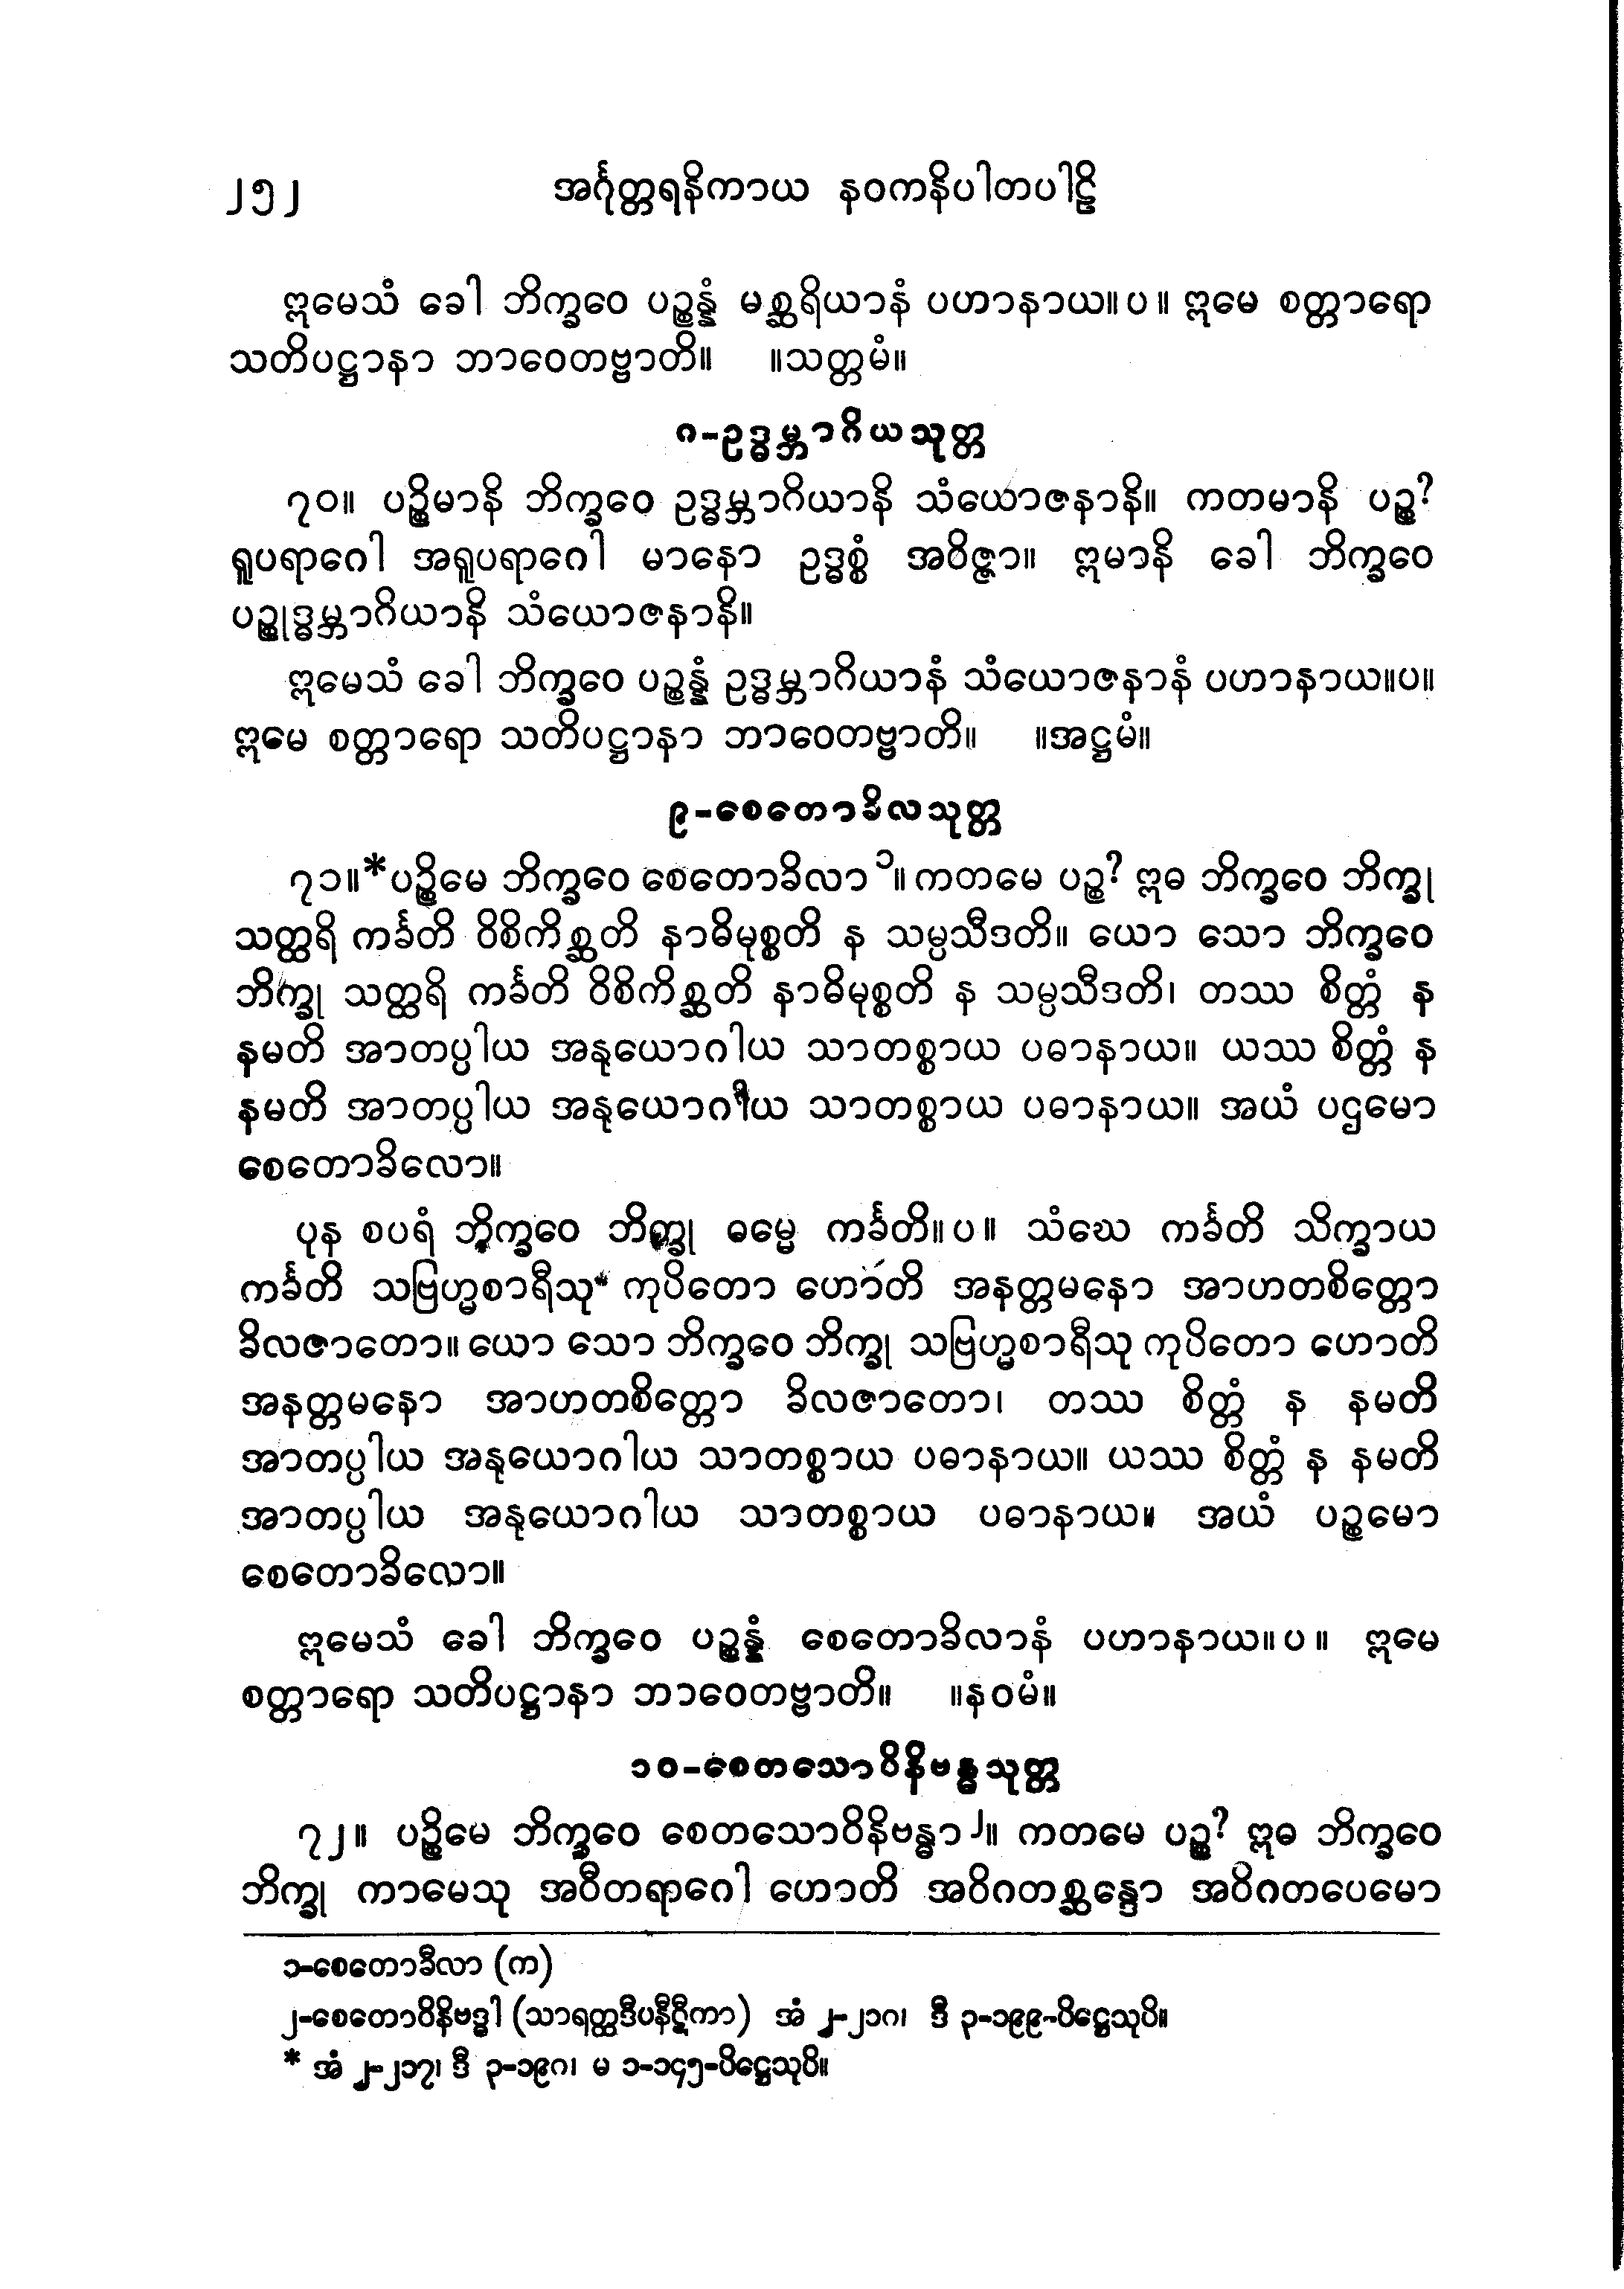 ၂၅၂ အင်္ဂုတ္တရနိကာယ နဝကနိပါတပါဠိ
ဣမေသံ ခေါ ဘိက္ခဝေ ပဉ္စန္နံ မစ္ဆရိယာနံ ပဟာနာယ။ပ။ ဣမေ စတ္တာရော
သတိပဋ္ဌာနာ ဘာဝေတဗ္ဗာတိ။ ။သတ္တမံ။
၈-ဥဒ္ဓမ္ဘာဂိယသုတ္တ
၇၀။ ပဉ္စိမာနိ ဘိက္ခဝေ ဥဒ္ဓမ္ဘာဂိယာနိ သံယောဇနာနိ။ ကတမာနိ ပဉ္စ?
ရူပရာဂေါ အရူပရာဂေါ မာနော ဥဒ္ဓစ္စံ အဝိဇ္ဇာ။ ဣမာနိ ခေါ ဘိက္ခဝေ
ပဉ္စုဒ္ဓမ္ဘာဂိယာနိ သံယောဇနာနိ။
ဣမေသံ ခေါ ဘိက္ခဝေ ပဉ္စန္နံ ဥဒ္ဓမ္ဘာဂိယာနံ သံယောဇနာနံ ပဟာနာယ။ပ။
ဣမေ စတ္တာရော သတိပဋ္ဌာနာ ဘာဝေတဗ္ဗာတိ။ ။အဋ္ဌမံ။
၉-စေတောခိလသုတ္တ
၇၁။*ပဉ္စိမေ ဘိက္ခဝေ စေတောခိလာ၁။ ကတမေ ပဉ္စ? ဣဓ ဘိက္ခဝေ ဘိက္ခု
သတ္ထရိ ကင်္ခတိ ဝိစိကိစ္ဆတိ နာဓိမုစ္စတိ န သမ္ပသီဒတိ။ ယော သော ဘိက္ခဝေ
ဘိက္ခု သတ္ထရိ ကင်္ခတိ ဝိစိကိစ္ဆတိ နာဓိမုစ္စတိ န သမ္ပသီဒတိ၊ တဿ စိတ္တံ န
နမတိ အာတပ္ပါယ အနုယောဂါယ သာတစ္စာယ ပဓာနာယ။ ယဿ စိတ္တံ န
နမတိ အာတပ္ပါယ အနုယောဂါယ သာတစ္စာယ ပဓာနာယ။ အယံ ပဌမော
စေတောခိလော။
ပုန စပရံ ဘိက္ခဝေ ဘိက္ခု ဓမ္မေ ကင်္ခတိ။ပ။ သံဃေ ကင်္ခတိ သိက္ခာယ
ကင်္ခတိ သဗြဟ္မစာရီသု ကုပိတော ဟောတိ အနတ္တမနော အာဟတစိတ္တော
ခိလဇာတော။ ယော သော ဘိက္ခဝေ ဘိက္ခု သဗြဟ္မစာရီသု ကုပိတော ဟောတိ
အနတ္တမနော အာဟတစိတ္တော ခိလဇာတော၊ တဿ စိတ္တံ န နမတိ
အာတပ္ပါယ အနုယောဂါယ သာတစ္စာယ ပဓာနာယ။ ယဿ စိတ္တံ န နမတိ
အာတပ္ပါယ အနုယောဂါယ သာတစ္စာယ ပဓာနာယ။ အယံ ပဉ္စမော
စေတောခိလော။
ဣမေသံ ခေါ ဘိက္ခဝေ ပဉ္စန္နံ စေတောခိလာနံ ပဟာနာယ။ပ။ ဣမေ
စတ္တာရော သတိပဋ္ဌာနာ ဘာဝေတဗ္ဗာတိ။ ။နဝမံ။
၁၀-စေတသောဝိနိဗန္ဓသုတ္တ
၇၂။ ပဉ္စိမေ ဘိက္ခဝေ စေတသောဝိနိဗန္ဓာ၂။ ကတမေ ပဉ္စ? ဣဓ ဘိက္ခဝေ
ဘိက္ခု ကာမေသု အဝီတရာဂေါ ဟောတိ အဝိဂတစ္ဆန္ဒော အဝိဂတပေမော
၁-စေတောခီလာ (က)
၂-စေတောဝိနိဗဒ္ဓါ (သာရတ္ထဒီပနီဋီကာ) အံ ၂-၂၁၈၊ ဒီ ၃-၁၉၉-ပိဋ္ဌေသုပိ။
* အံ ၂-၂၁၇၊ ဒီ ၃-၁၉၈၊ မ ၁-၁၄၅-ပိဋ္ဌေသုပိ။